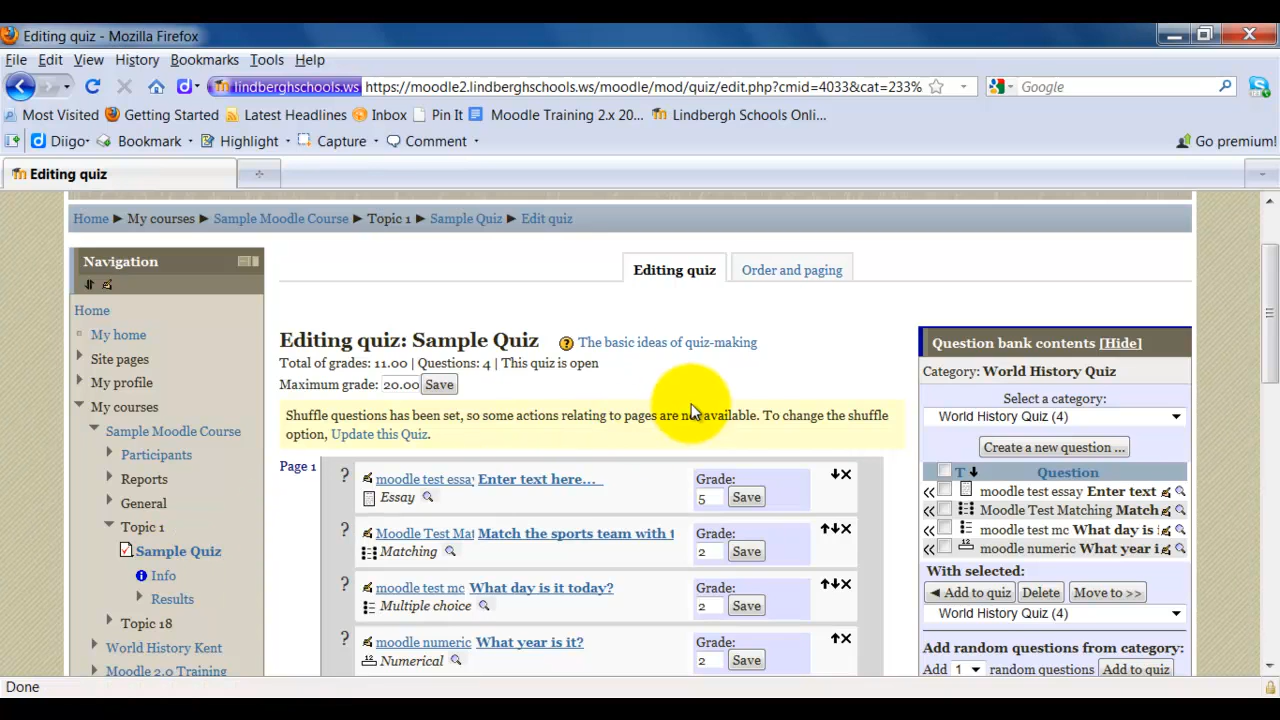 Editing quiz - Mozilla Firefox
File Edit View History Bookmarks Tools Help
lindberghschools.ws https://moodle2.lindberghschools.ws/moodle/mod/quiz/edit.php?cmid=4033&cat=233% Google
Most Visited Getting Started Latest Headlines Inbox Pin It Moodle Training 2.x 20... Lindbergh Schools Onli...
Diigo Bookmark Highlight Capture Comment Go premium!
Editing quiz
Home ► My courses ► Sample Moodle Course ► Topic 1 ► Sample Quiz ► Edit quiz
Navigation
Home
My home
Site pages
My profile
My courses
Sample Moodle Course
Participants
Reports
General
Topic 1
Sample Quiz
Info
Results
Topic 18
World History Kent
Moodle 2.0 Training
Editing quiz Order and paging
Editing quiz: Sample Quiz The basic ideas of quiz-making
Total of grades: 11.00 | Questions: 4 | This quiz is open
Maximum grade: 20.00 Save
Shuffle questions has been set, so some actions relating to pages are not available. To change the shuffle
option, Update this Quiz.
Page 1
? moodle test essay Enter text here... Grade:
Essay 5 Save
? Moodle Test Mat Match the sports team with t Grade:
Matching 2 Save
? moodle test mc What day is it today? Grade:
Multiple choice 2 Save
? moodle numeric What year is it? Grade:
Numerical 2 Save
Question bank contents [Hide]
Category: World History Quiz
Select a category:
World History Quiz (4)
Create a new question ...
T Question
moodle test essay Enter text
Moodle Test Matching Match
moodle test mc What day is
moodle numeric What year i
With selected:
Add to quiz Delete Move to >>
World History Quiz (4)
Add random questions from category:
Add 1 random questions Add to quiz
Done